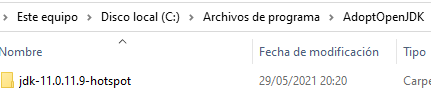 Este equipo > Disco local (C:) > Archivos de programa > AdoptOpenJDK
Nombre Fecha de modificación Tipo
jdk-11.0.11.9-hotspot 29/05/2021 20:20 Carpe